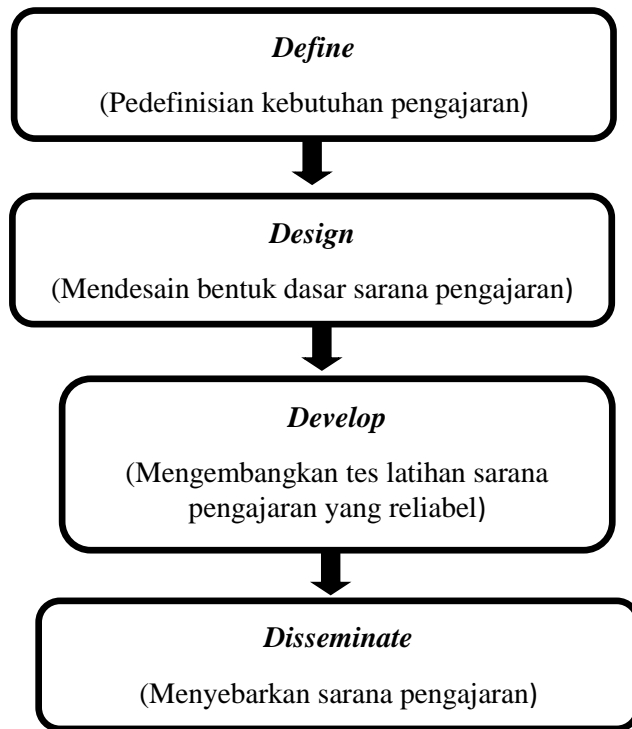 Define
(Pedefinisian kebutuhan pengajaran)
Design
(Mendesain bentuk dasar sarana pengajaran)
Develop
(Mengembangkan tes latihan sarana
pengajaran yang reliabel)
Disseminate
(Menyebarkan sarana pengajaran)